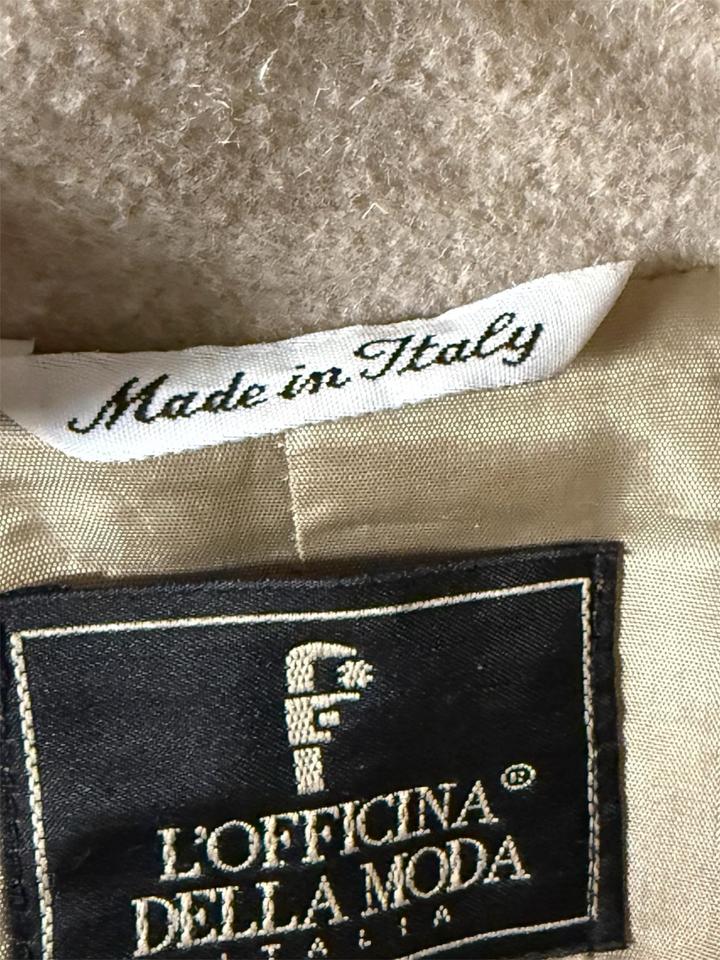 Made in Italy
L'OFFICINA ®
DELLA MODA
ITALIA